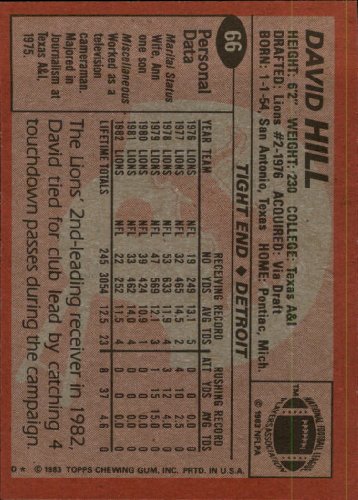 DAVID HILL
HEIGHT: 6'2" WEIGHT: 230 COLLEGE: Texas A&I
DRAFTED: Lions #2-1976 ACQUIRED: Via Draft
BORN: 1-1-54, San Antonio, Texas HOME: Pontiac, Mich.
NATIONAL FOOTBALL LEAGUE PLAYERS ASSOCIATION
© 1983 NFLPA
66
TIGHT END ◆ DETROIT
Personal Data
Marital Status
Wife, Ann
one son
Miscellaneous
Worked as a
television
cameraman.
Majored in
Journalism at
Texas A&I,
1975.
RECEIVING RECORD RUSHING RECORD
YEAR TEAM NO YDS AVG TDS ATT YDS AVG TDS
1976 LIONS NFL 19 249 13.1 5
1977 LIONS NFL
1978 LIONS NFL 53 633 11.9 4
1979 LIONS NFL 47 569 12.1 3
1980 LIONS NFL 39 424 10.9 1
1981 LIONS NFL 33 462 14.0 4
1982 LIONS NFL 22 252 11.5 4
LIFETIME TOTALS 245 3054 12.5 23 8 37 4.6 0
The Lions' 2nd-leading receiver in 1982,
David tied for club lead by catching 4
touchdown passes during the campaign.
D* © 1983 TOPPS CHEWING GUM, INC. PRTD. IN U.S.A.